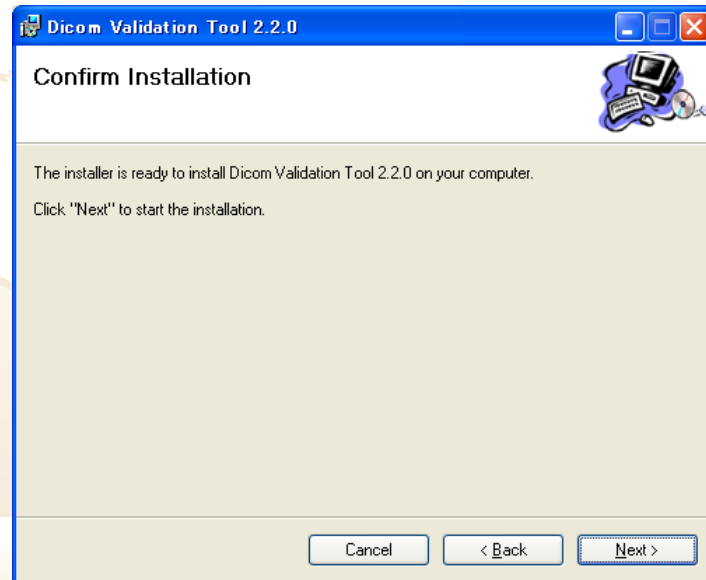 Dicom Validation Tool 2.2.0
Confirm Installation
The installer is ready to install Dicom Validation Tool 2.2.0 on your computer.
Click "Next" to start the installation.
Cancel
< Back
Next >